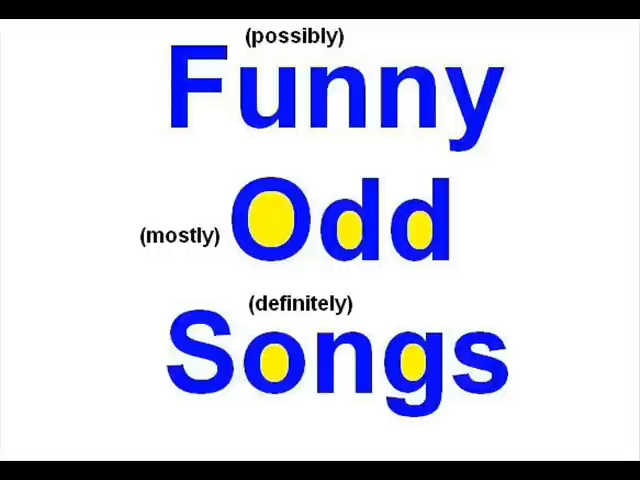 (possibly)
Funny
(mostly) Odd
(definitely)
Songs